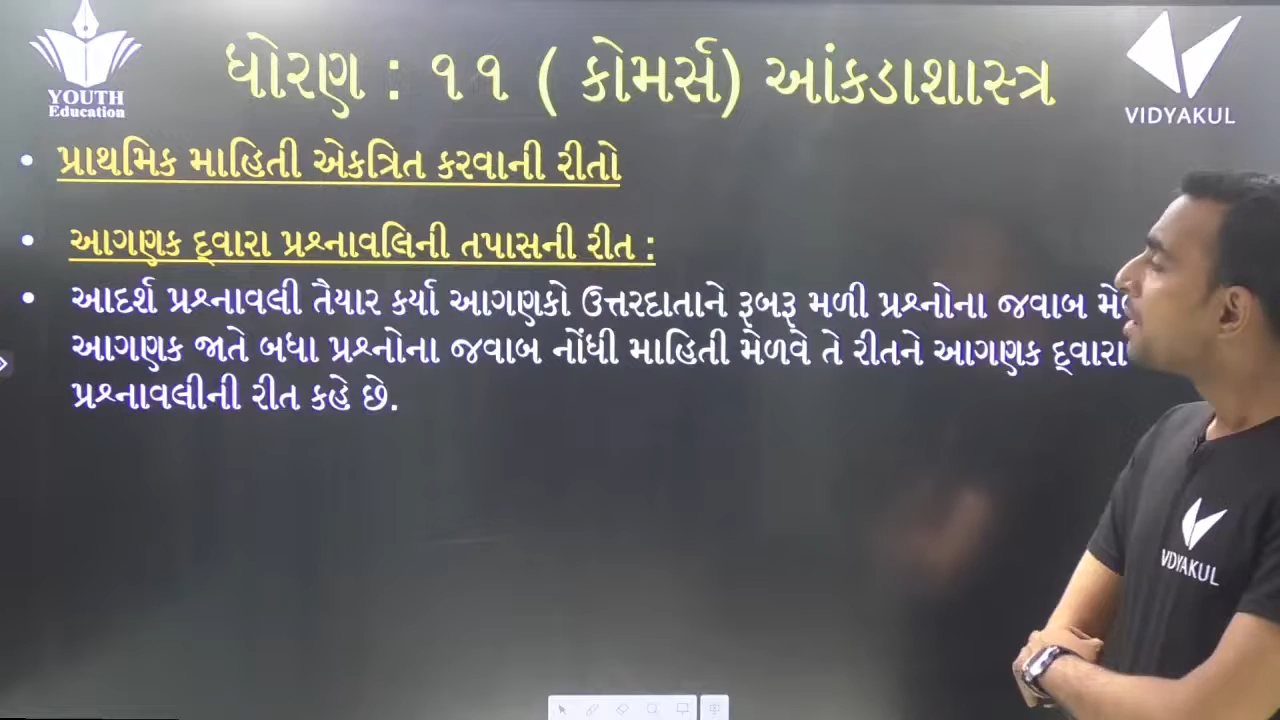 YOUTH
Education
ધોરણ : ૧૧ ( કોમર્સ) આંકડાશાસ્ત્ર
VIDYAKUL
• પ્રાથમિક માહિતી એકત્રિત કરવાની રીતો
• આગણક દ્વારા પ્રશ્નાવલિની તપાસની રીત :
• આદર્શ પ્રશ્નાવલી તૈયાર કર્યા આગણકો ઉત્તરદાતાને રૂબરૂ મળી પ્રશ્નોના જવાબ
આગણક જાતે બધા પ્રશ્નોના જવાબ નોંધી માહિતી મેળવે તે રીતને આગણક દ્વારા
પ્રશ્નાવલીની રીત કહે છે.
VIDYAKUL